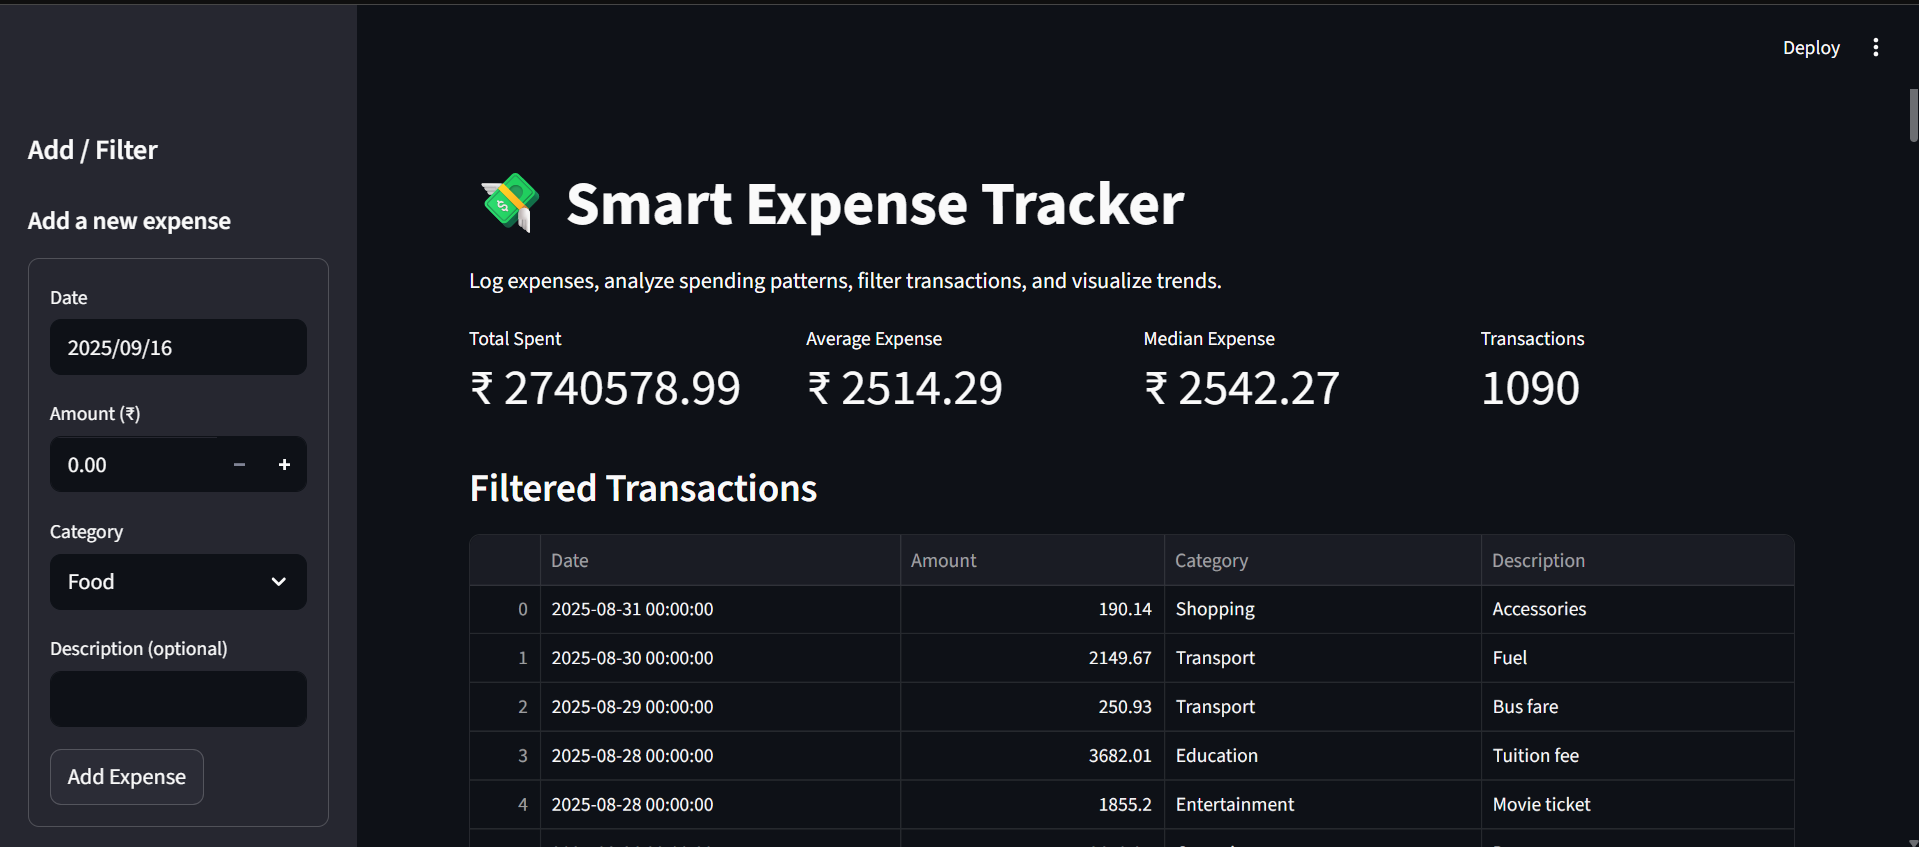 Deploy
Add / Filter
Add a new expense
Date
2025/09/16
Amount (₹)
0.00
Category
Food
Description (optional)
Add Expense
Smart Expense Tracker
Log expenses, analyze spending patterns, filter transactions, and visualize trends.
Total Spent Average Expense Median Expense Transactions
₹ 2740578.99 ₹ 2514.29 ₹ 2542.27 1090
Filtered Transactions
Date Amount Category Description
0 2025-08-31 00:00:00 190.14 Shopping Accessories
1 2025-08-30 00:00:00 2149.67 Transport Fuel
2 2025-08-29 00:00:00 250.93 Transport Bus fare
3 2025-08-28 00:00:00 3682.01 Education Tuition fee
4 2025-08-28 00:00:00 1855.2 Entertainment Movie ticket